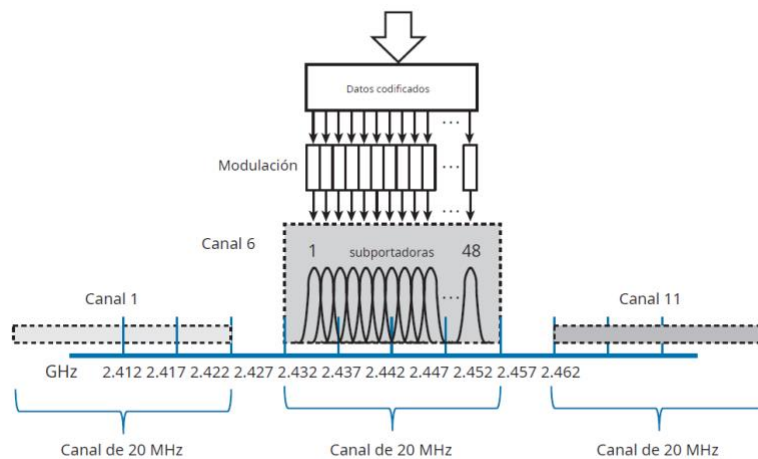 Datos codificados
...
Modulación
...
...
Canal 6
1 subportadoras 48
...
Canal 1
Canal 11
GHz 2.412 2.417 2.422 2.427 2.432 2.437 2.442 2.447 2.452 2.457 2.462
Canal de 20 MHz
Canal de 20 MHz
Canal de 20 MHz